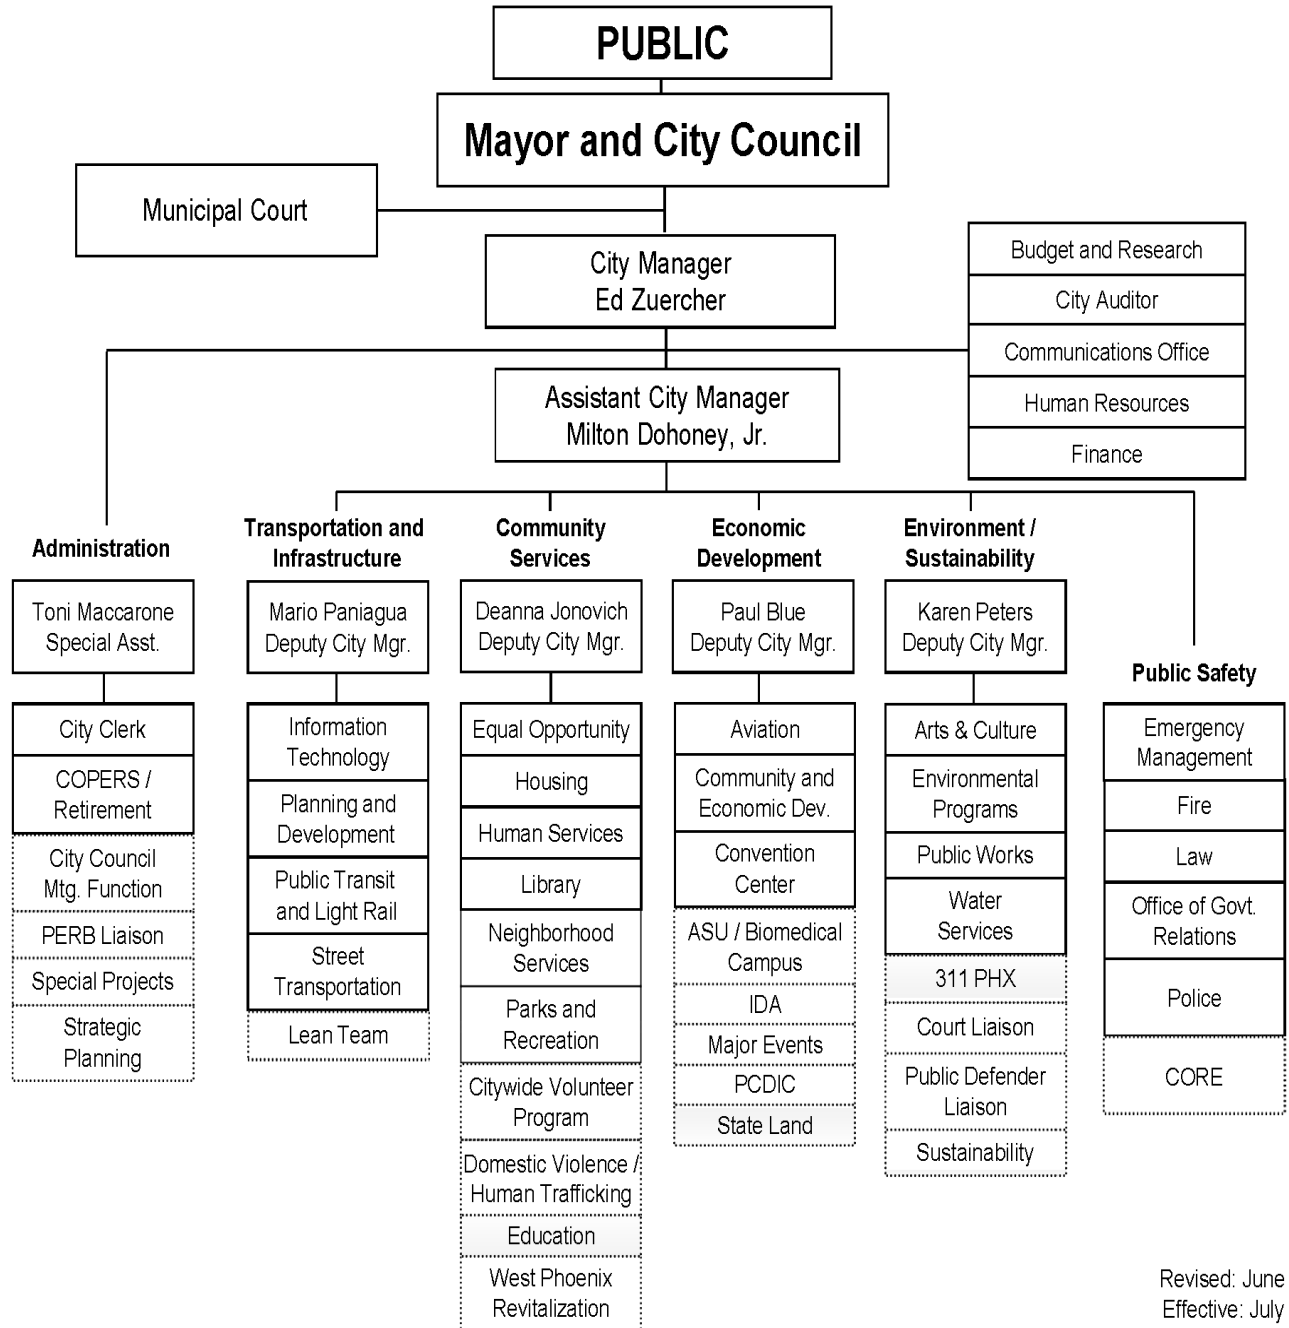 PUBLIC
Mayor and City Council
Municipal Court
City Manager
Ed Zuercher
Budget and Research
City Auditor
Communications Office
Human Resources
Finance
Assistant City Manager
Milton Dohoney, Jr.
Administration
Toni Maccarone
Special Asst.
City Clerk
COPERS /
Retirement
City Council
Mtg. Function
PERB Liaison
Special Projects
Strategic
Planning
Transportation and
Infrastructure
Mario Paniagua
Deputy City Mgr.
Information
Technology
Planning and
Development
Public Transit
and Light Rail
Street
Transportation
Lean Team
Community
Services
Deanna Jonovich
Deputy City Mgr.
Equal Opportunity
Housing
Human Services
Library
Neighborhood
Services
Parks and
Recreation
Citywide Volunteer
Program
Domestic Violence /
Human Trafficking
Education
West Phoenix
Revitalization
Economic
Development
Paul Blue
Deputy City Mgr.
Aviation
Community and
Economic Dev.
Convention
Center
ASU / Biomedical
Campus
IDA
Major Events
PCDIC
State Land
Environment /
Sustainability
Karen Peters
Deputy City Mgr.
Arts & Culture
Environmental
Programs
Public Works
Water
Services
311 PHX
Court Liaison
Public Defender
Liaison
Sustainability
Public Safety
Emergency
Management
Fire
Law
Office of Govt.
Relations
Police
CORE
Revised: June
Effective: July